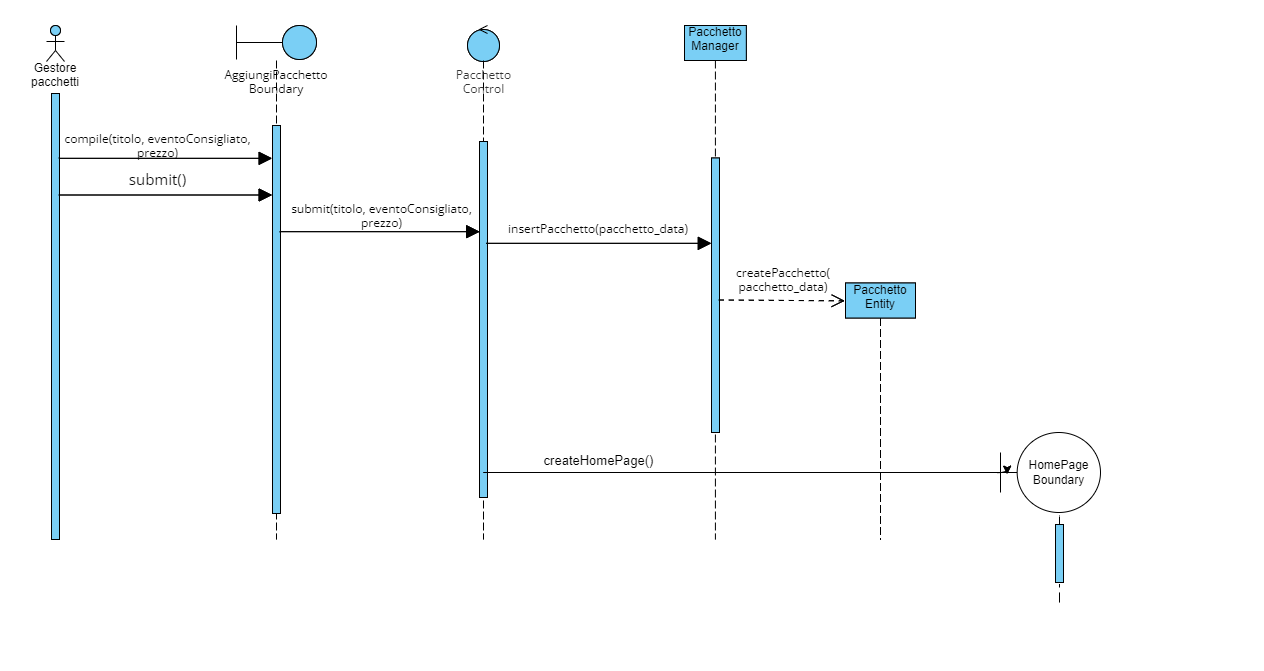 Gestore
pacchetti
AggiungiPacchetto
Boundary
Pacchetto
Control
Pacchetto
Manager
compile(titolo, eventoConsigliato,
prezzo)
submit()
submit(titolo, eventoConsigliato,
prezzo)
insertPacchetto(pacchetto_data)
createPacchetto(
pacchetto_data)
Pacchetto
Entity
createHomePage()
HomePage
Boundary